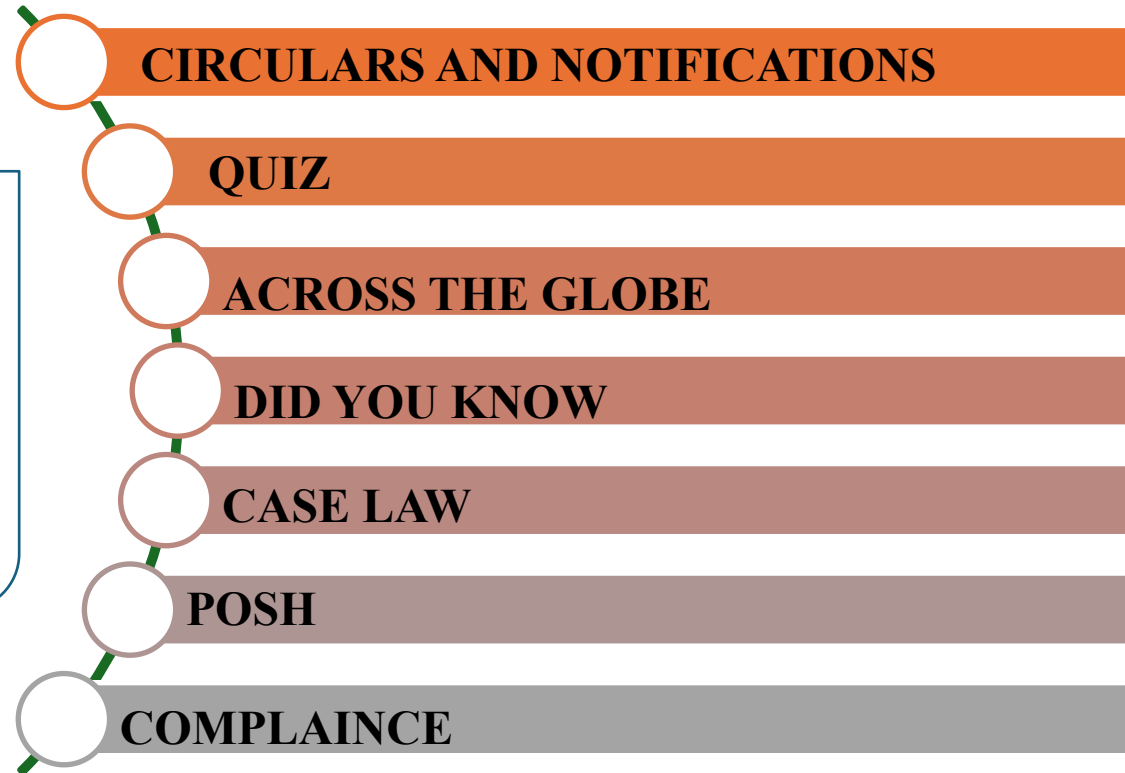 CIRCULARS AND NOTIFICATIONS
QUIZ
ACROSS THE GLOBE
DID YOU KNOW
CASE LAW
POSH
COMPLAINCE